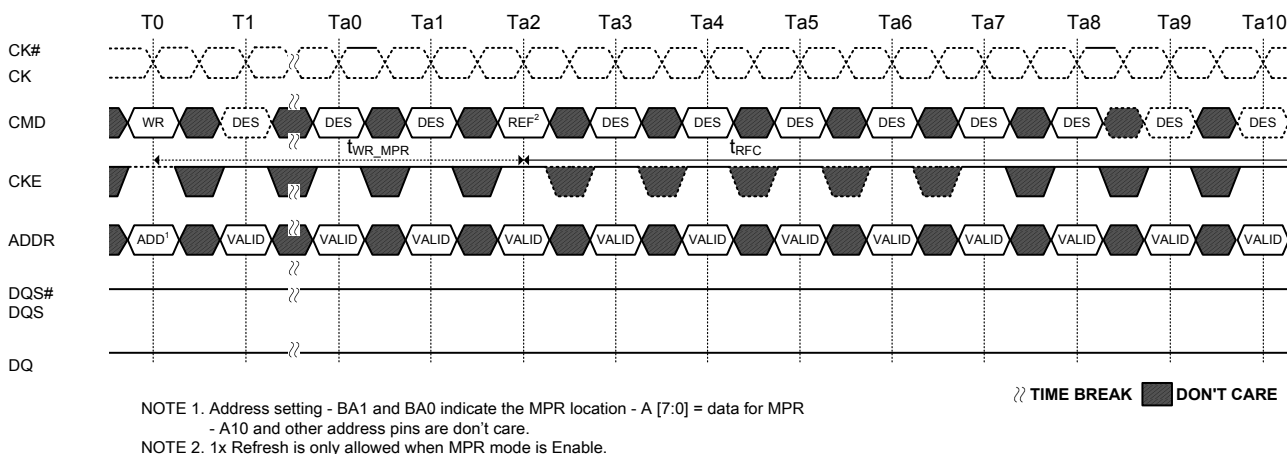 T0 T1 Ta0 Ta1 Ta2 Ta3 Ta4 Ta5 Ta6 Ta7 Ta8 Ta9 Ta10
CK#
CK
CMD WR DES DES DES REF2 DES DES DES DES DES DES DES DES
tWR_MPR tRFC
CKE
ADDR ADD1 VALID VALID VALID VALID VALID VALID VALID VALID VALID VALID VALID VALID
DQS#
DQS
DQ
TIME BREAK DON'T CARE
NOTE 1. Address setting - BA1 and BA0 indicate the MPR location - A [7:0] = data for MPR
- A10 and other address pins are don't care.
NOTE 2. 1x Refresh is only allowed when MPR mode is Enable.